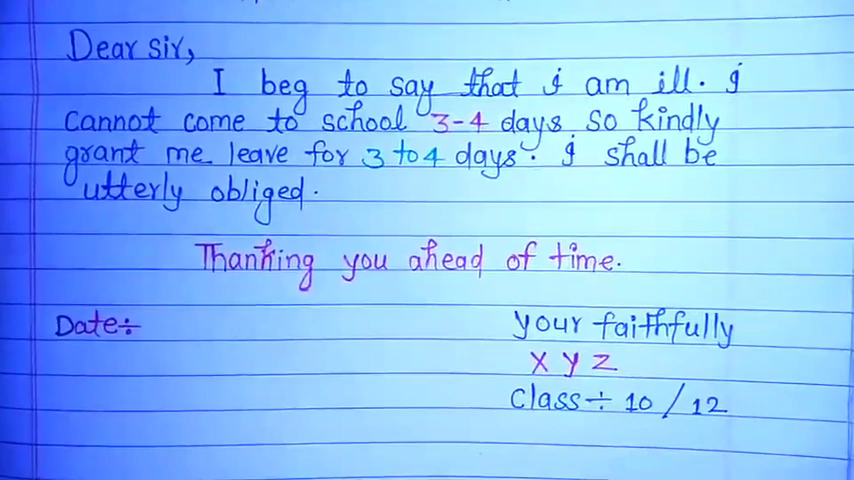 Dear sir,
I beg to say that I am ill. I
cannot come to school 3-4 days so kindly
grant me leave for 3 to 4 days. I shall be
utterly obliged.
Thanking you ahead of time.
Date÷
your faithfully
X Y Z
Class÷ 10/12